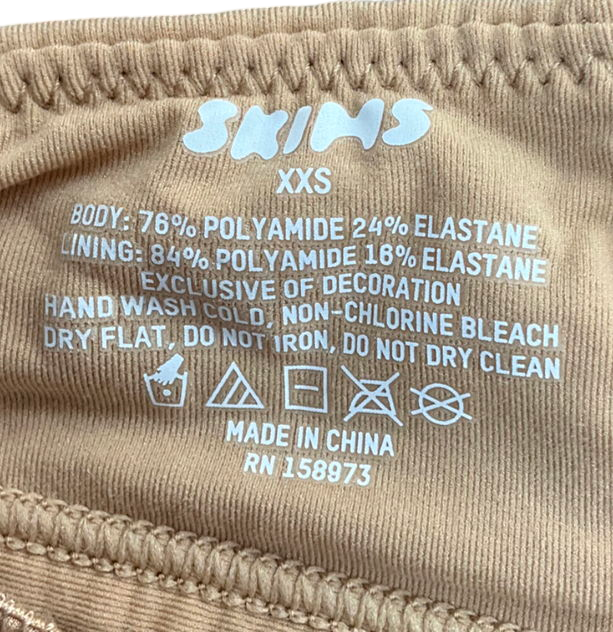 SKIMS
XXS
BODY: 76% POLYAMIDE 24% ELASTANE
LINING: 84% POLYAMIDE 16% ELASTANE
EXCLUSIVE OF DECORATION
HAND WASH COLD, NON-CHLORINE BLEACH
DRY FLAT, DO NOT IRON, DO NOT DRY CLEAN
MADE IN CHINA
RN 158973